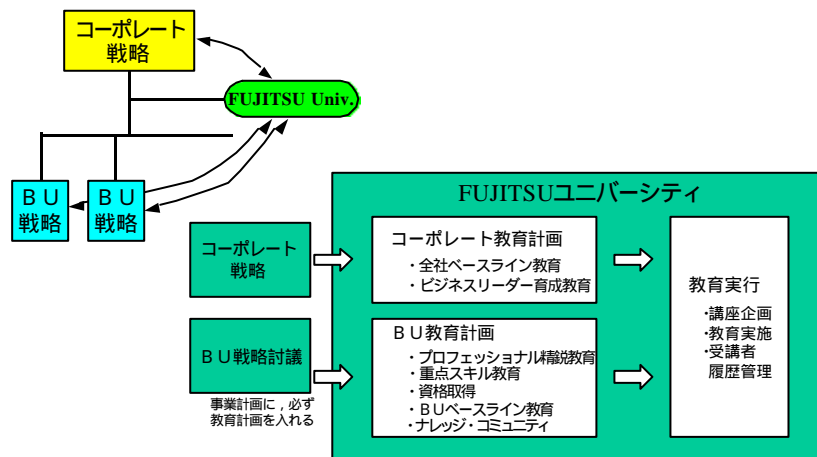 コーポレート
戦略
FUJITSU Univ.
ＢＵ
戦略
ＢＵ
戦略
FUJITSUユニバーシティ
コーポレート
戦略
コーポレート教育計画
・全社ベースライン教育
・ビジネスリーダー育成教育
ＢＵ戦略討議
事業計画に，必ず
教育計画を入れる
ＢＵ教育計画
・プロフェッショナル精鋭教育
・重点スキル教育
・資格取得
・ＢＵベースライン教育
・ナレッジ・コミュニティ
教育実行
・講座企画
・教育実施
・受講者
履歴管理